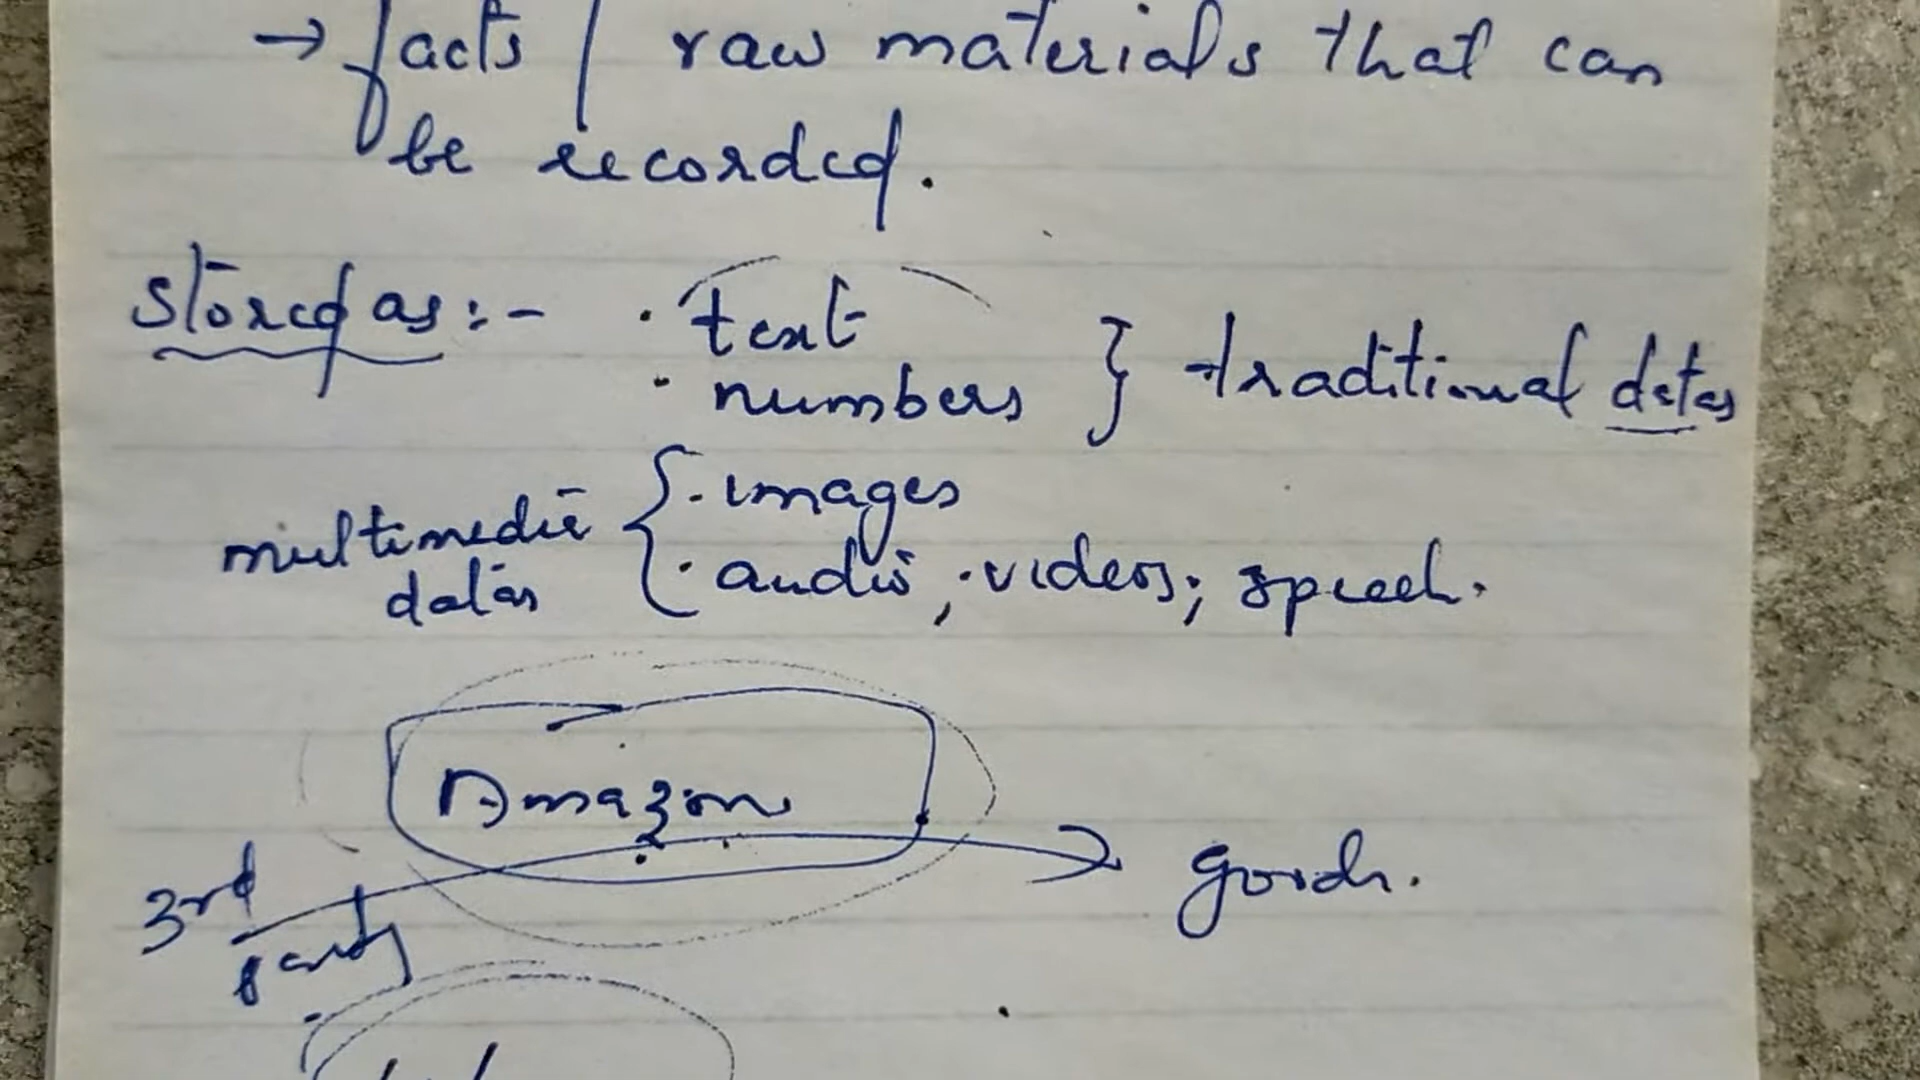 → facts / raw materials that can
be recorded.
Stored as :- · text
· numbers } traditional datas
multimedia datas { · images
· audio, · videos, speech.
Amazon
3rd party → goods.